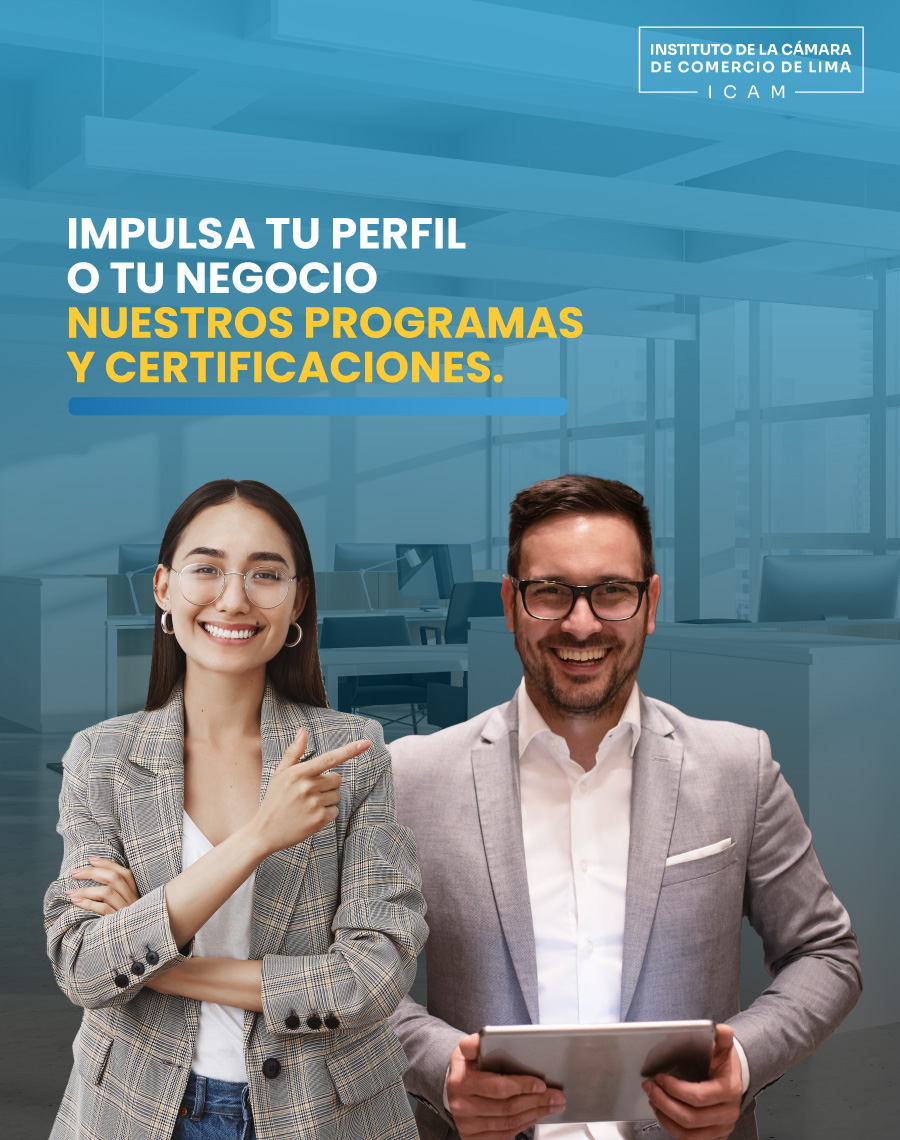 INSTITUTO DE LA CÁMARA
DE COMERCIO DE LIMA
ICAM
IMPULSA TU PERFIL
O TU NEGOCIO
NUESTROS PROGRAMAS
Y CERTIFICACIONES.